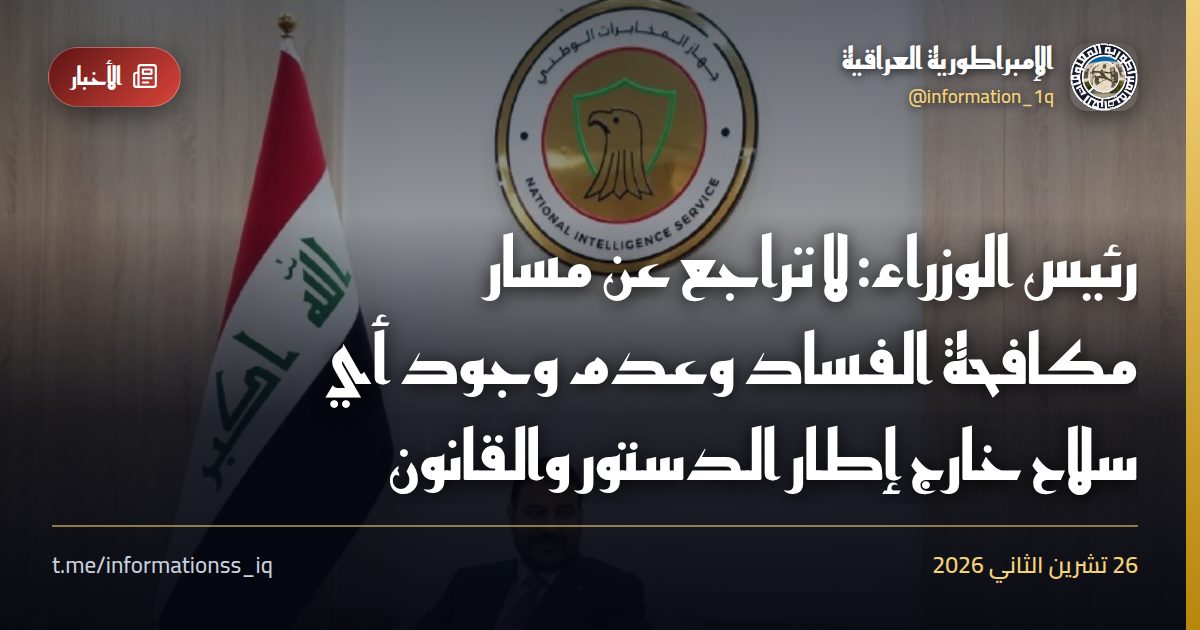 الإمبراطورية العراقية
@information_1q
الأخبار
جهاز المخابرات الوطني
NATIONAL INTELLIGENCE SERVICE
الله اكبر
رئيس الوزراء: لا تراجع عن مسار
مكافحة الفساد وعدم وجود أي
سلاح خارج إطار الدستور والقانون
26 تشرين الثاني 2026
t.me/informationss_iq